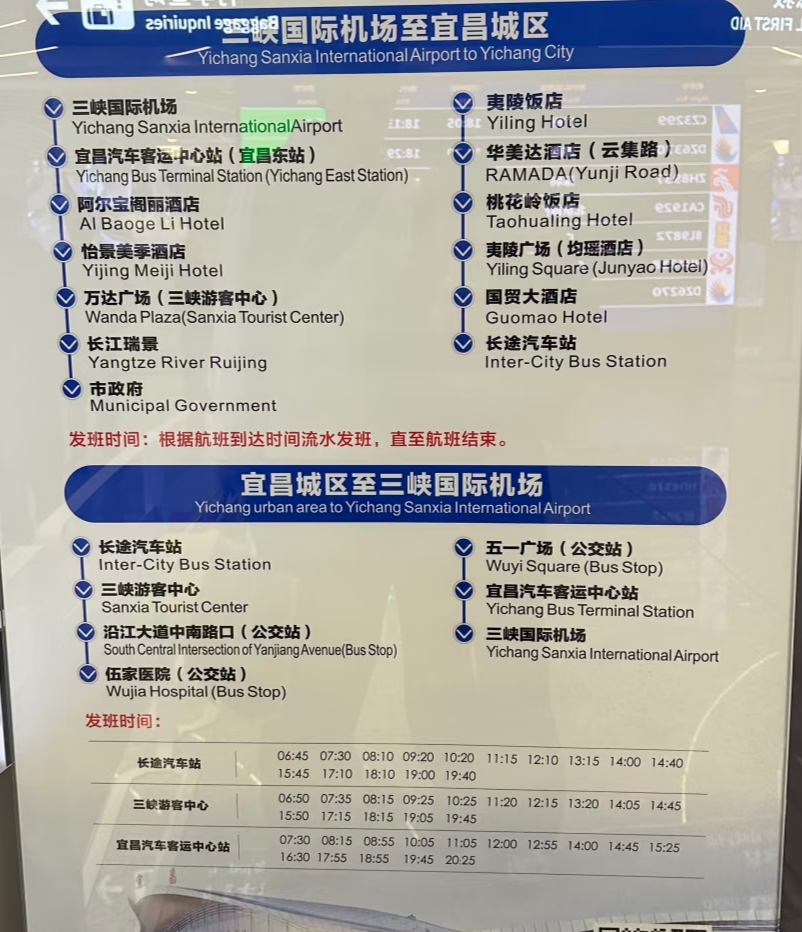 三峡国际机场至宜昌城区
Yichang Sanxia International Airport to Yichang City
三峡国际机场
Yichang Sanxia InternationalAirport
宜昌汽车客运中心站（宜昌东站）
Yichang Bus Terminal Station (Yichang East Station)
阿尔宝阁丽酒店
Al Baoge Li Hotel
怡景美季酒店
Yijing Meiji Hotel
万达广场（三峡游客中心）
Wanda Plaza(Sanxia Tourist Center)
长江瑞景
Yangtze River Ruijing
市政府
Municipal Government
夷陵饭店
Yiling Hotel
华美达酒店（云集路）
RAMADA(Yunji Road)
桃花岭饭店
Taohualing Hotel
夷陵广场（均瑶酒店）
Yiling Square (Junyao Hotel)
国贸大酒店
Guomao Hotel
长途汽车站
Inter-City Bus Station
发班时间：根据航班到达时间流水发班，直至航班结束。
宜昌城区至三峡国际机场
Yichang urban area to Yichang Sanxia International Airport
长途汽车站
Inter-City Bus Station
三峡游客中心
Sanxia Tourist Center
沿江大道中南路口（公交站）
South Central Intersection of Yanjiang Avenue(Bus Stop)
伍家医院（公交站）
Wujia Hospital (Bus Stop)
五一广场（公交站）
Wuyi Square (Bus Stop)
宜昌汽车客运中心站
Yichang Bus Terminal Station
三峡国际机场
Yichang Sanxia International Airport
发班时间：
长途汽车站 06:45 07:30 08:10 09:20 10:20 11:15 12:10 13:15 14:00 14:40
15:45 17:10 18:10 19:00 19:40
三峡游客中心 06:50 07:35 08:15 09:25 10:25 11:20 12:15 13:20 14:05 14:45
15:50 17:15 18:15 19:05 19:45
宜昌汽车客运中心站 07:30 08:15 08:55 10:05 11:05 12:00 12:55 14:00 14:45 15:25
16:30 17:55 18:55 19:45 20:25